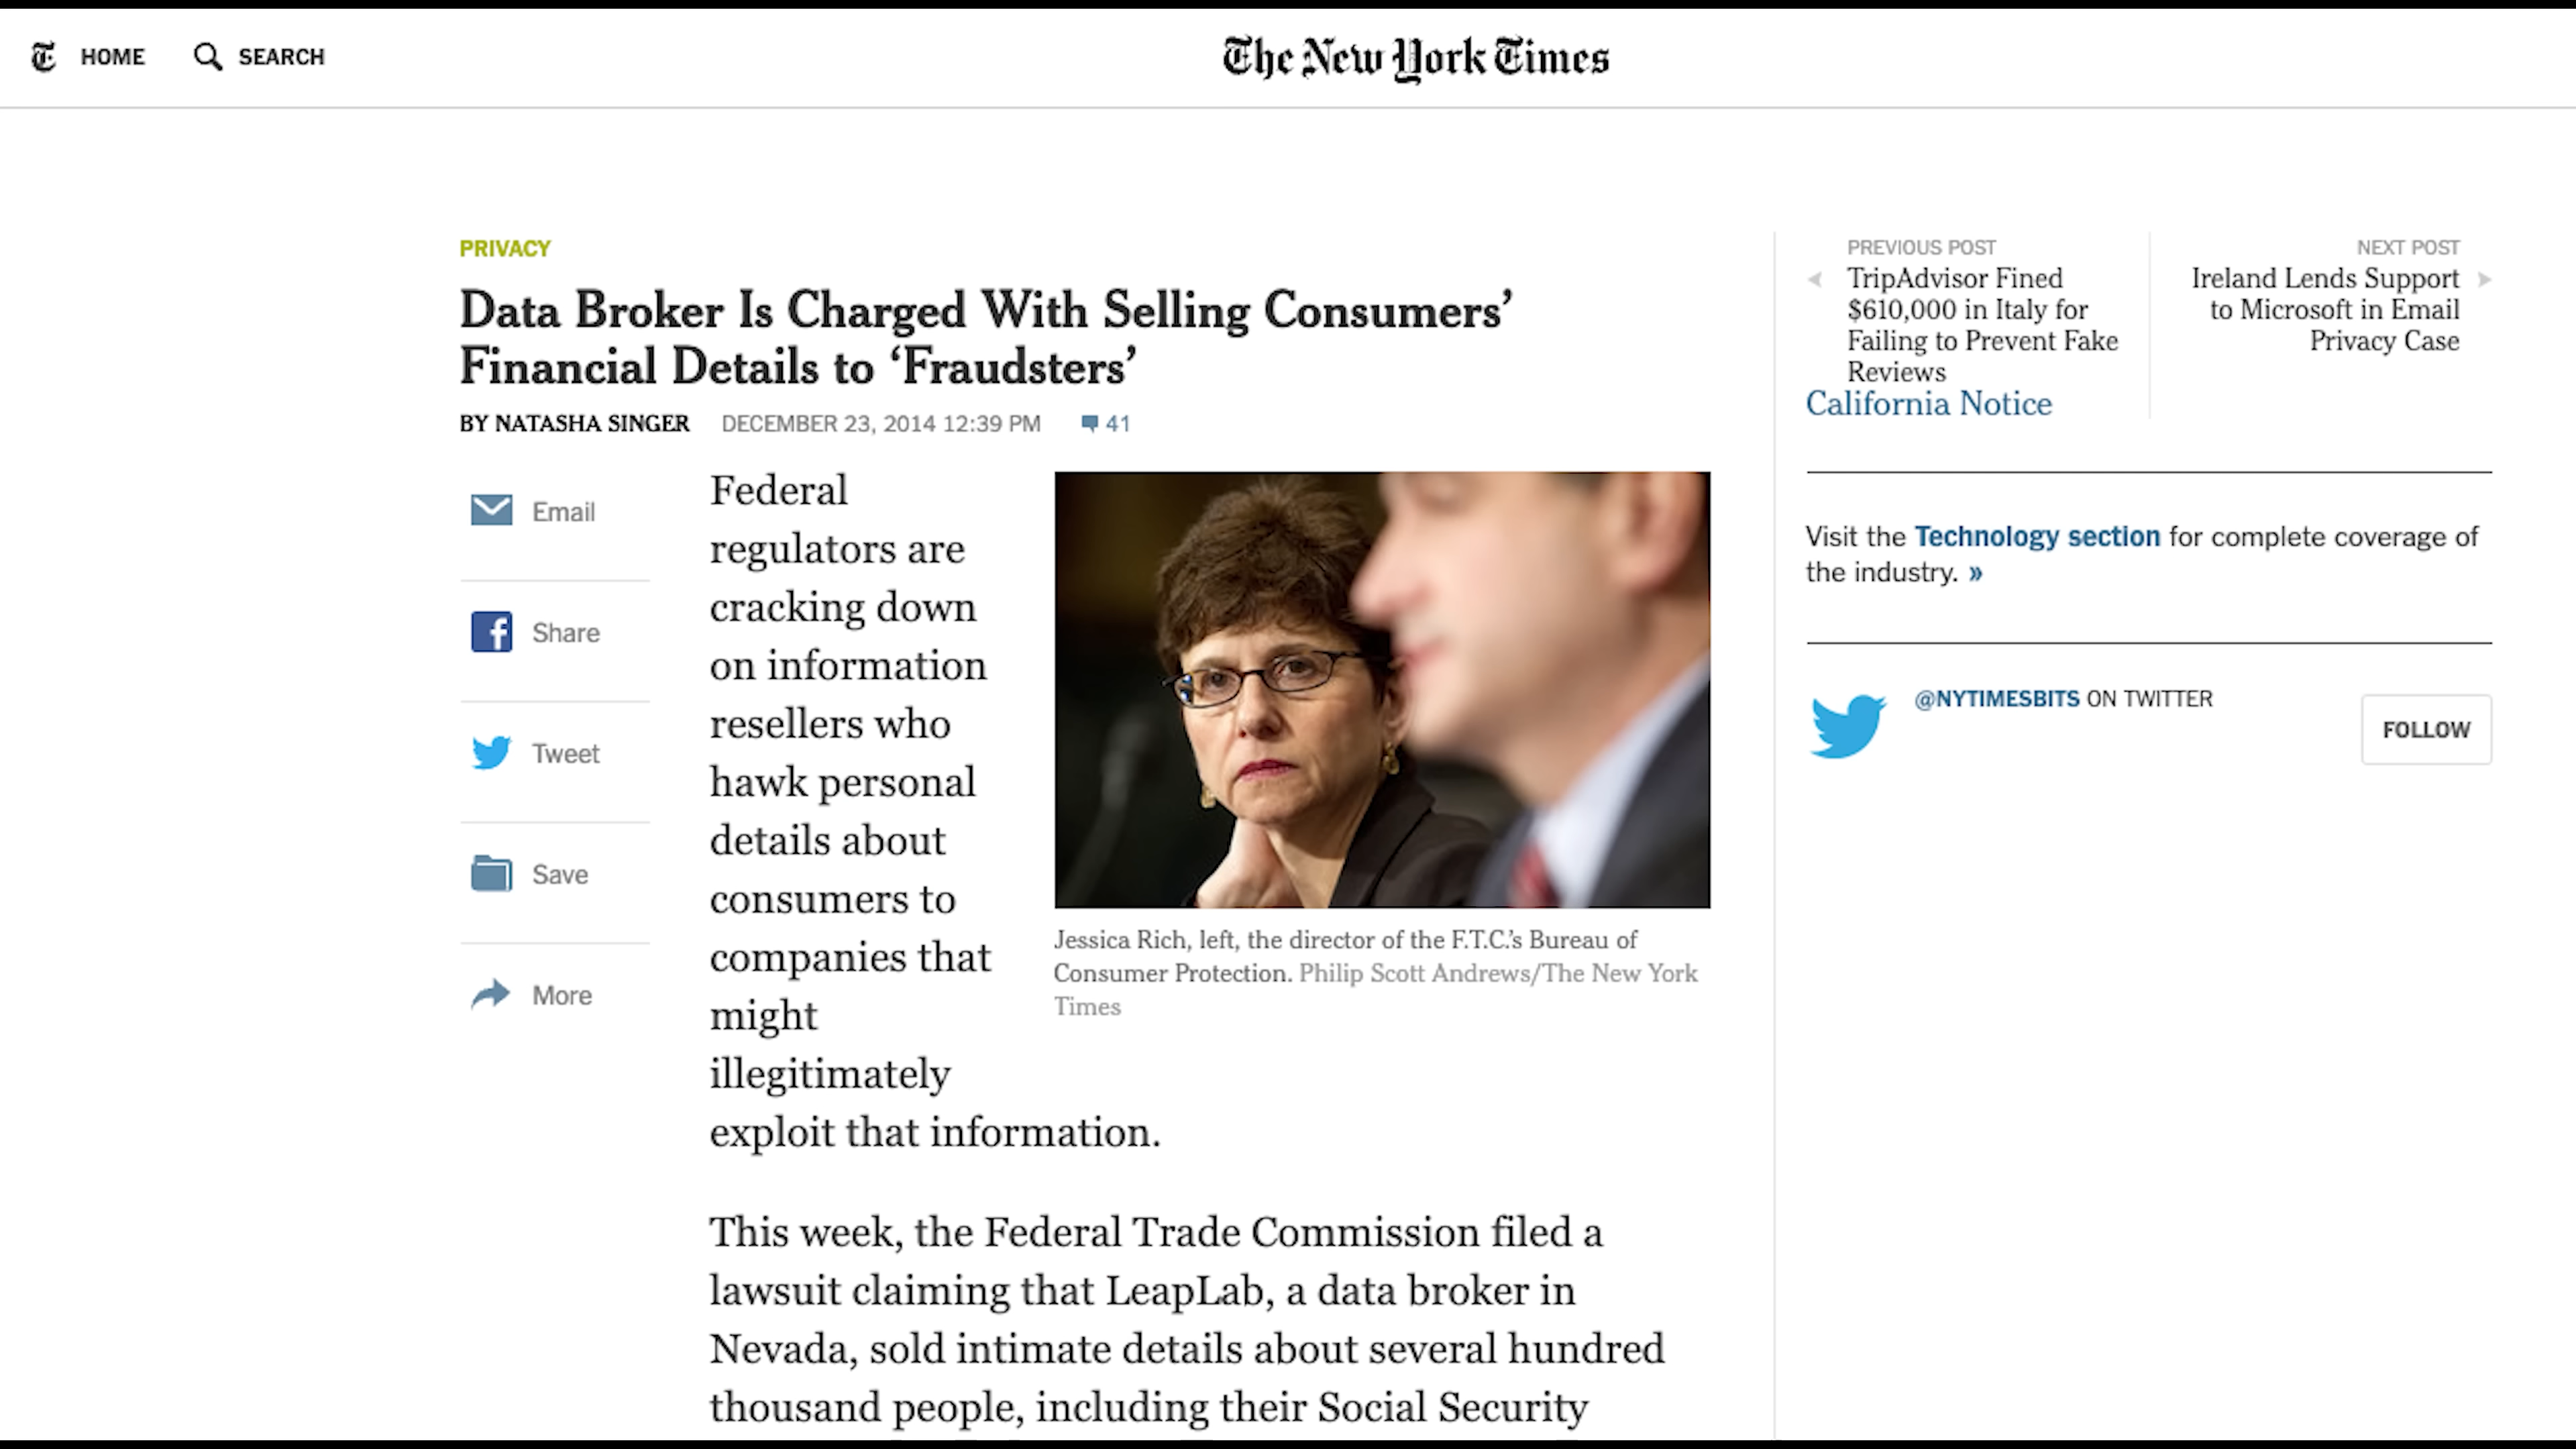 HOME
SEARCH
The New York Times
PRIVACY
Data Broker Is Charged With Selling Consumers’
Financial Details to ‘Fraudsters’
BY NATASHA SINGER DECEMBER 23, 2014 12:39 PM 41
Email
Share
Tweet
Save
More
Federal
regulators are
cracking down
on information
resellers who
hawk personal
details about
consumers to
companies that
might
illegitimately
exploit that information.
Jessica Rich, left, the director of the F.T.C.’s Bureau of
Consumer Protection. Philip Scott Andrews/The New York
Times
This week, the Federal Trade Commission filed a
lawsuit claiming that LeapLab, a data broker in
Nevada, sold intimate details about several hundred
thousand people, including their Social Security
PREVIOUS POST
TripAdvisor Fined
$610,000 in Italy for
Failing to Prevent Fake
Reviews
NEXT POST
Ireland Lends Support
to Microsoft in Email
Privacy Case
California Notice
Visit the Technology section for complete coverage of
the industry. »
@NYTIMESBITS ON TWITTER
FOLLOW